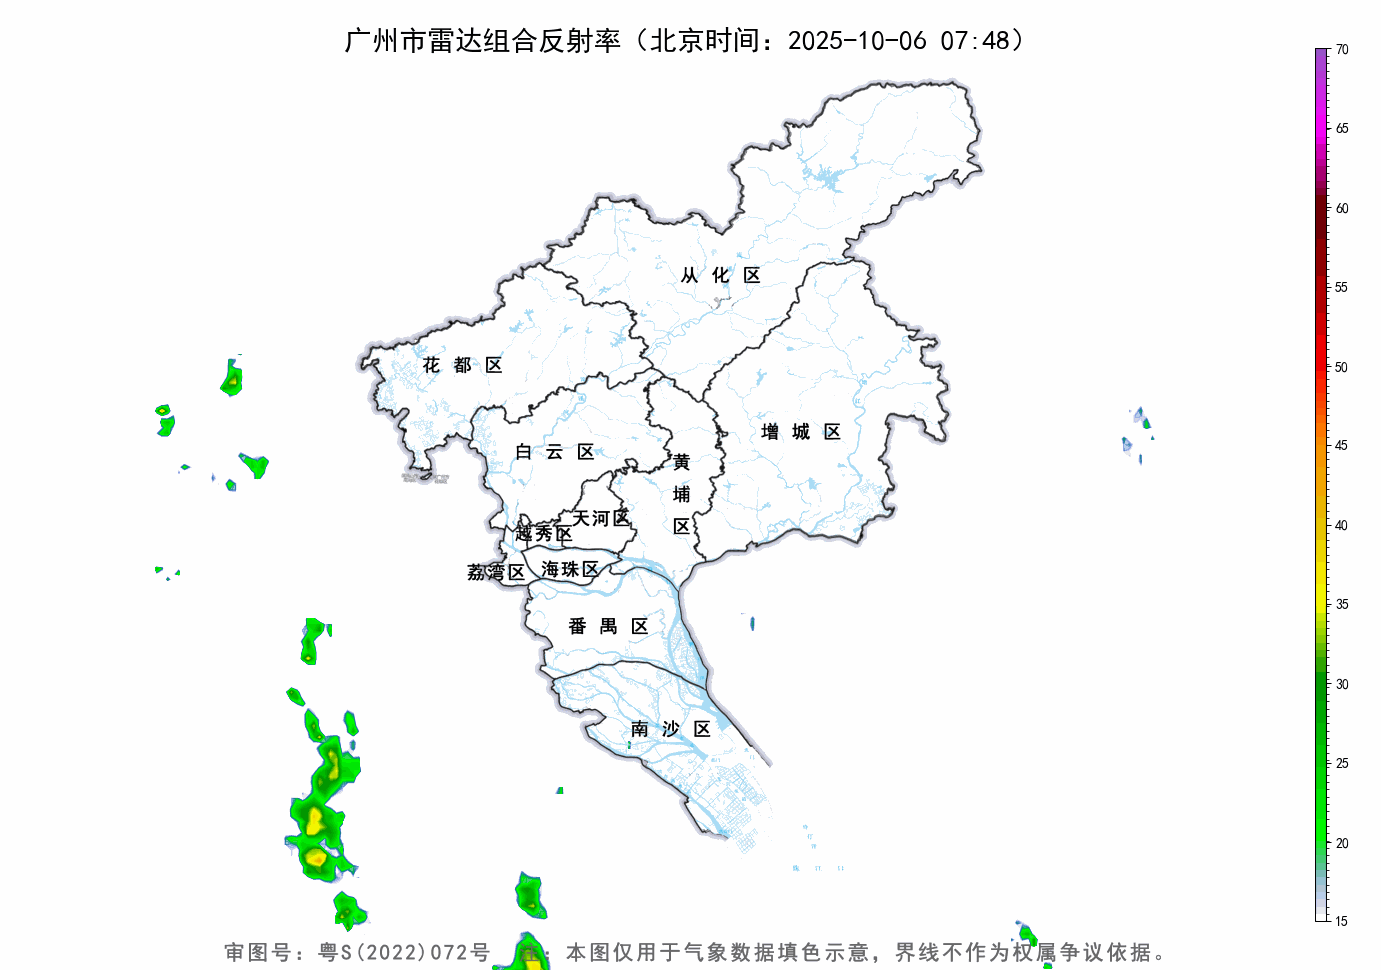 广州市雷达组合反射率（北京时间：2025-10-06 07:48）
70
65
60
55
50
45
40
35
30
25
20
15
从化区
花都区
增城区
白云区
黄埔区
天河区
越秀区
荔湾区
海珠区
番禺区
南沙区
审图号：粤S(2022)072号 注：本图仅用于气象数据填色示意，界线不作为权属争议依据。